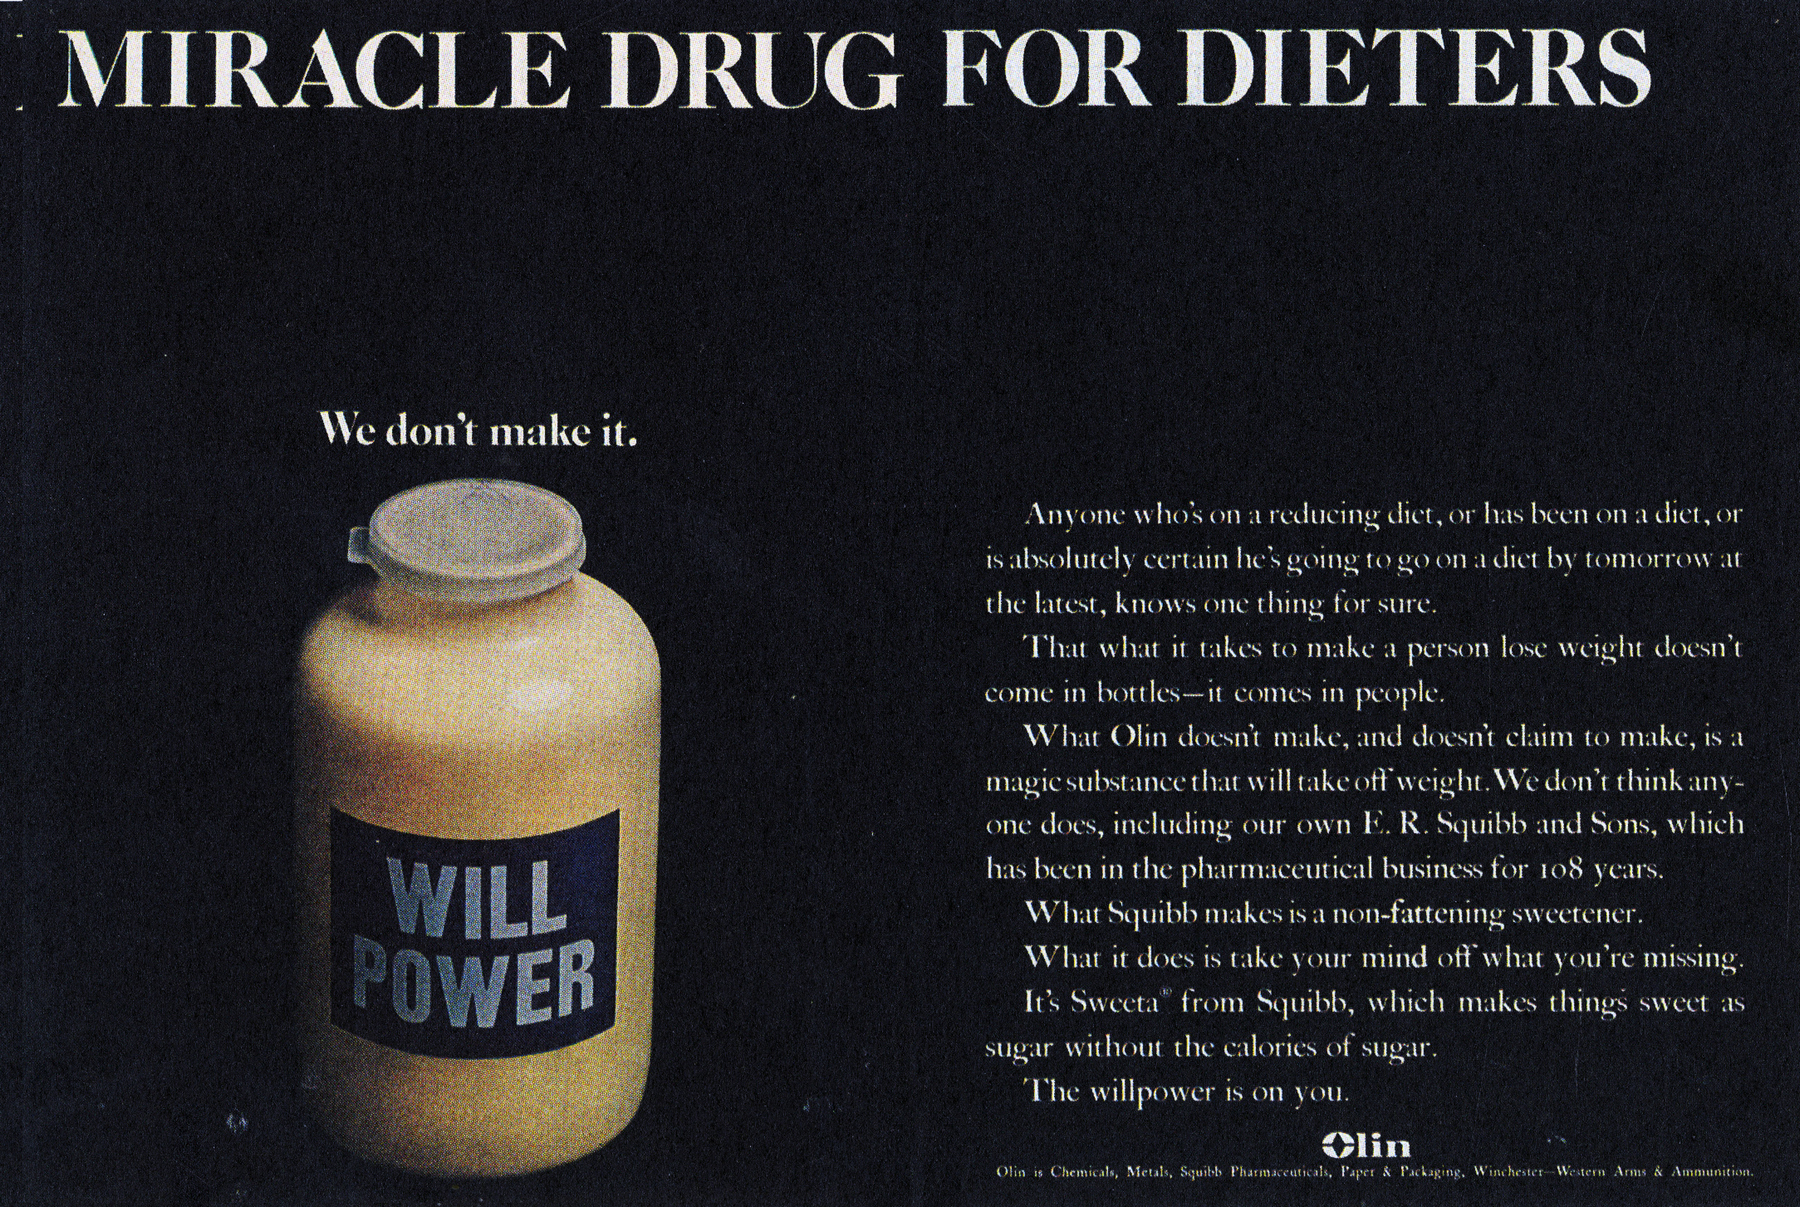 MIRACLE DRUG FOR DIETERS
We don't make it.
WILL
POWER
Anyone who's on a reducing diet, or has been on a diet, or
is absolutely certain he's going to go on a diet by tomorrow at
the latest, knows one thing for sure.
That what it takes to make a person lose weight doesn't
come in bottles—it comes in people.
What Olin doesn't make, and doesn't claim to make, is a
magic substance that will take off weight. We don't think any-
one does, including our own E. R. Squibb and Sons, which
has been in the pharmaceutical business for 108 years.
What Squibb makes is a non-fattening sweetener.
What it does is take your mind off what you're missing.
It's Sweeta® from Squibb, which makes things sweet as
sugar without the calories of sugar.
The willpower is on you.
Olin
Olin is Chemicals, Metals, Squibb Pharmaceuticals, Paper & Packaging, Winchester—Western Arms & Ammunition.